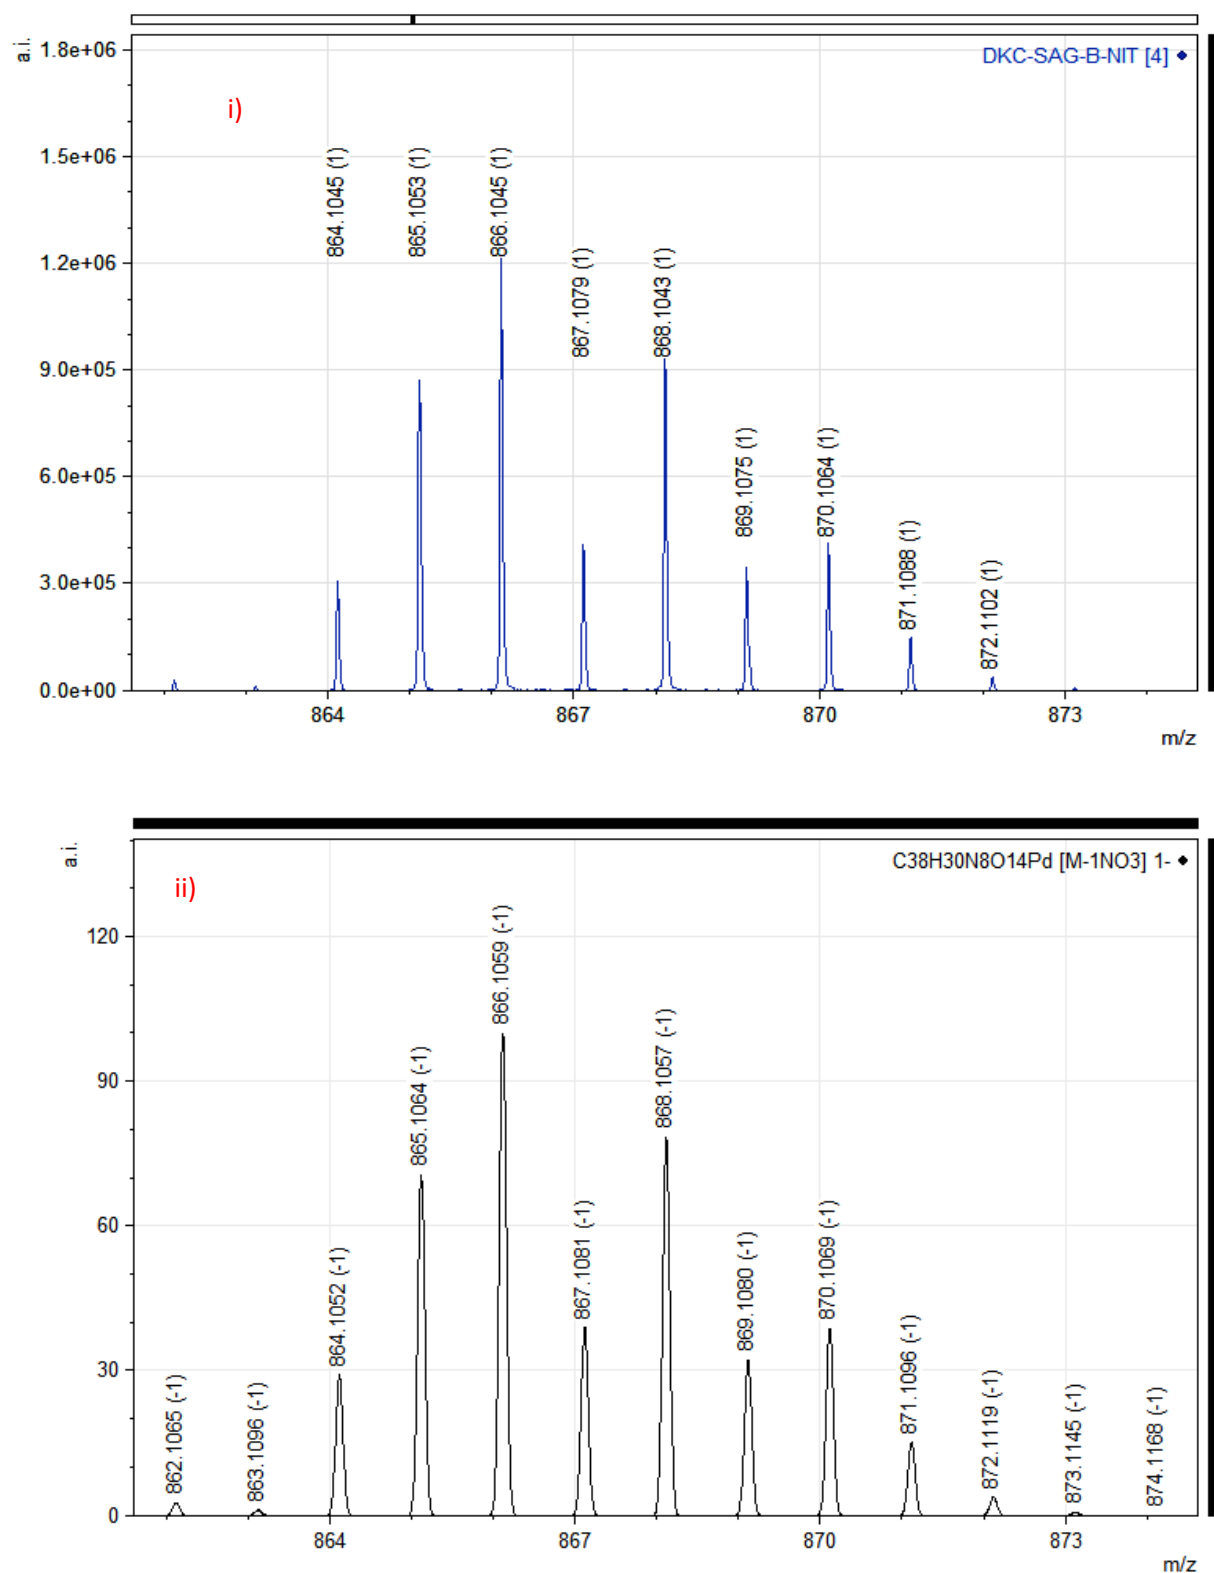 a.i.
1.8e+06
DKC-SAG-B-NIT [4]
i)
1.5e+06
864.1045 (1)
865.1053 (1)
866.1045 (1)
867.1079 (1)
868.1043 (1)
869.1075 (1)
870.1064 (1)
871.1088 (1)
872.1102 (1)
1.2e+06
9.0e+05
6.0e+05
3.0e+05
0.0e+00
864
867
870
873
m/z
a.i.
C38H30N8O14Pd [M-1NO3] 1-
ii)
120
862.1065 (-1)
863.1096 (-1)
864.1052 (-1)
865.1064 (-1)
866.1059 (-1)
867.1081 (-1)
868.1057 (-1)
869.1080 (-1)
870.1069 (-1)
871.1096 (-1)
872.1119 (-1)
873.1145 (-1)
874.1168 (-1)
90
60
30
0
864
867
870
873
m/z